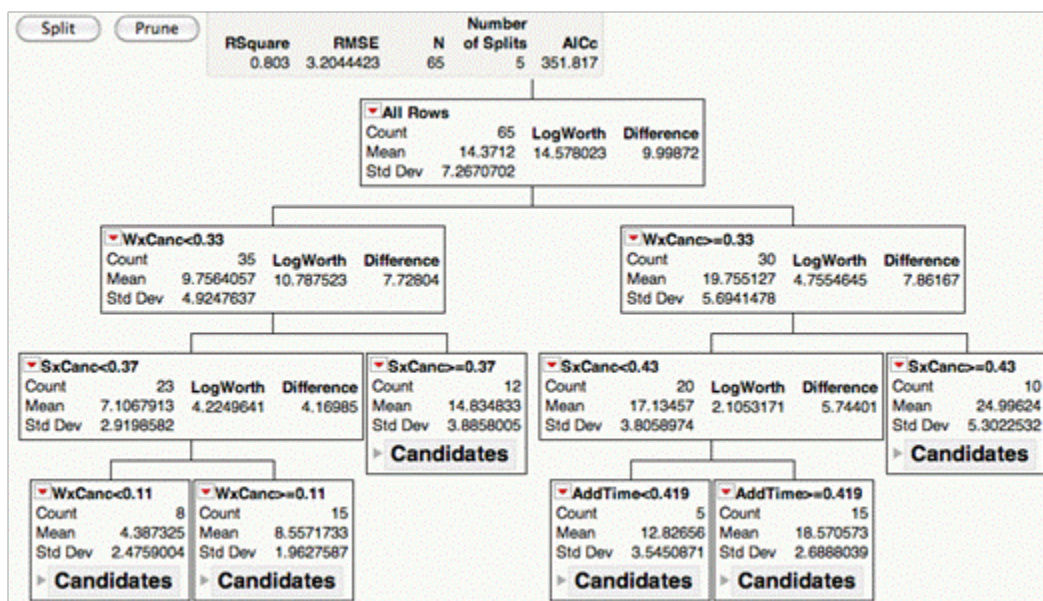 Split Prune
RSquare RMSE N Number of Splits AICc
0.803 3.2044423 65 5 351.817
All Rows
Count 65 LogWorth Difference
Mean 14.3712 14.578023 9.99872
Std Dev 7.2670702
WxCanc<0.33
Count 35 LogWorth Difference
Mean 9.7564057 10.787523 7.72804
Std Dev 4.9247637
WxCanc>=0.33
Count 30 LogWorth Difference
Mean 19.755127 4.7554645 7.86167
Std Dev 5.6941478
SxCanc<0.37
Count 23 LogWorth Difference
Mean 7.1067913 4.2249641 4.16985
Std Dev 2.9198582
SxCanc>=0.37
Count 12
Mean 14.834833
Std Dev 3.8858005
Candidates
SxCanc<0.43
Count 20 LogWorth Difference
Mean 17.13457 2.1053171 5.74401
Std Dev 3.8058974
SxCanc>=0.43
Count 10
Mean 24.99624
Std Dev 5.3022532
Candidates
WxCanc<0.11
Count 8
Mean 4.387325
Std Dev 2.4759004
Candidates
WxCanc>=0.11
Count 15
Mean 8.5571733
Std Dev 1.9627587
Candidates
AddTime<0.419
Count 5
Mean 12.82656
Std Dev 3.5450871
Candidates
AddTime>=0.419
Count 15
Mean 18.570573
Std Dev 2.6888039
Candidates